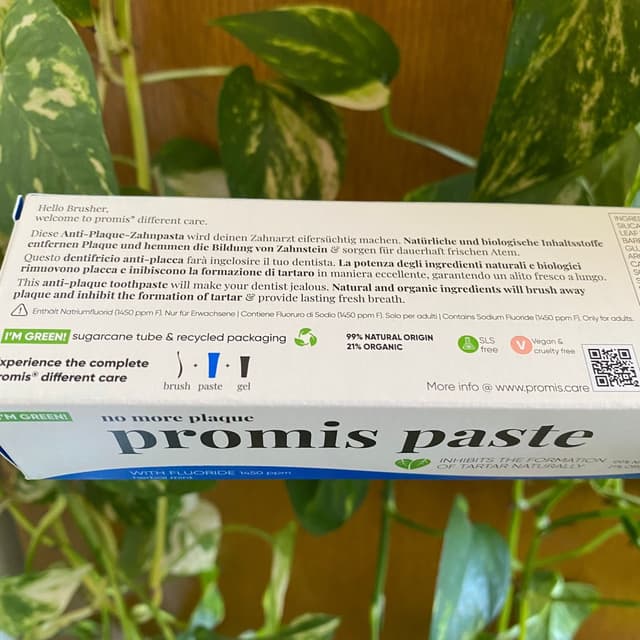 Hello Brusher,
welcome to promis® different care.
Diese Anti-Plaque-Zahnpasta wird deinen Zahnarzt eifersüchtig machen. Natürliche und biologische Inhaltsstoffe
entfernen Plaque und hemmen die Bildung von Zahnstein & sorgen für dauerhaft frischen Atem.
Questo dentifricio anti-placca farà ingelosire il tuo dentista. La potenza degli ingredienti naturali e biologici
rimuovono placca e inibiscono la formazione di tartaro in maniera eccellente, garantendo un alito fresco a lungo.
This anti-plaque toothpaste will make your dentist jealous. Natural and organic ingredients will brush away
plaque and inhibit the formation of tartar & provide lasting fresh breath.
Enthält Natriumfluorid (1450 ppm F). Nur für Erwachsene | Contiene Fluoruro di Sodio (1450 ppm F). Solo per adulti | Contains Sodium Fluoride (1450 ppm F). Only for adults.
I'M GREEN! sugarcane tube & recycled packaging
99% NATURAL ORIGIN
21% ORGANIC
SLS
free
V
Vegan &
cruelty free
xperience the complete
romis® different care
brush · paste · gel
More info @ www.promis.care
INGRE
SILICA
LEAF
'M GREEN!
no more plaque
promis paste
WITH FLUORIDE 1450 ppm
herbal mint
INHIBITS THE FORMATION
OF TARTAR NATURALLY